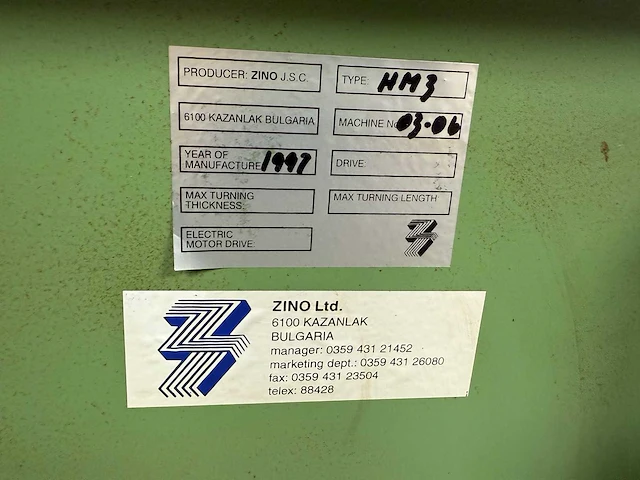 PRODUCER: ZINO J.S.C.
TYPE: HM3
6100 KAZANLAK BULGARIA
MACHINE No 03-06
YEAR OF
MANUFACTURE 1997
DRIVE:
MAX TURNING
THICKNESS:
MAX TURNING LENGTH
ELECTRIC
MOTOR DRIVE:
ZINO Ltd.
6100 KAZANLAK
BULGARIA
manager: 0359 431 21452
marketing dept.: 0359 431 26080
fax: 0359 431 23504
telex: 88428